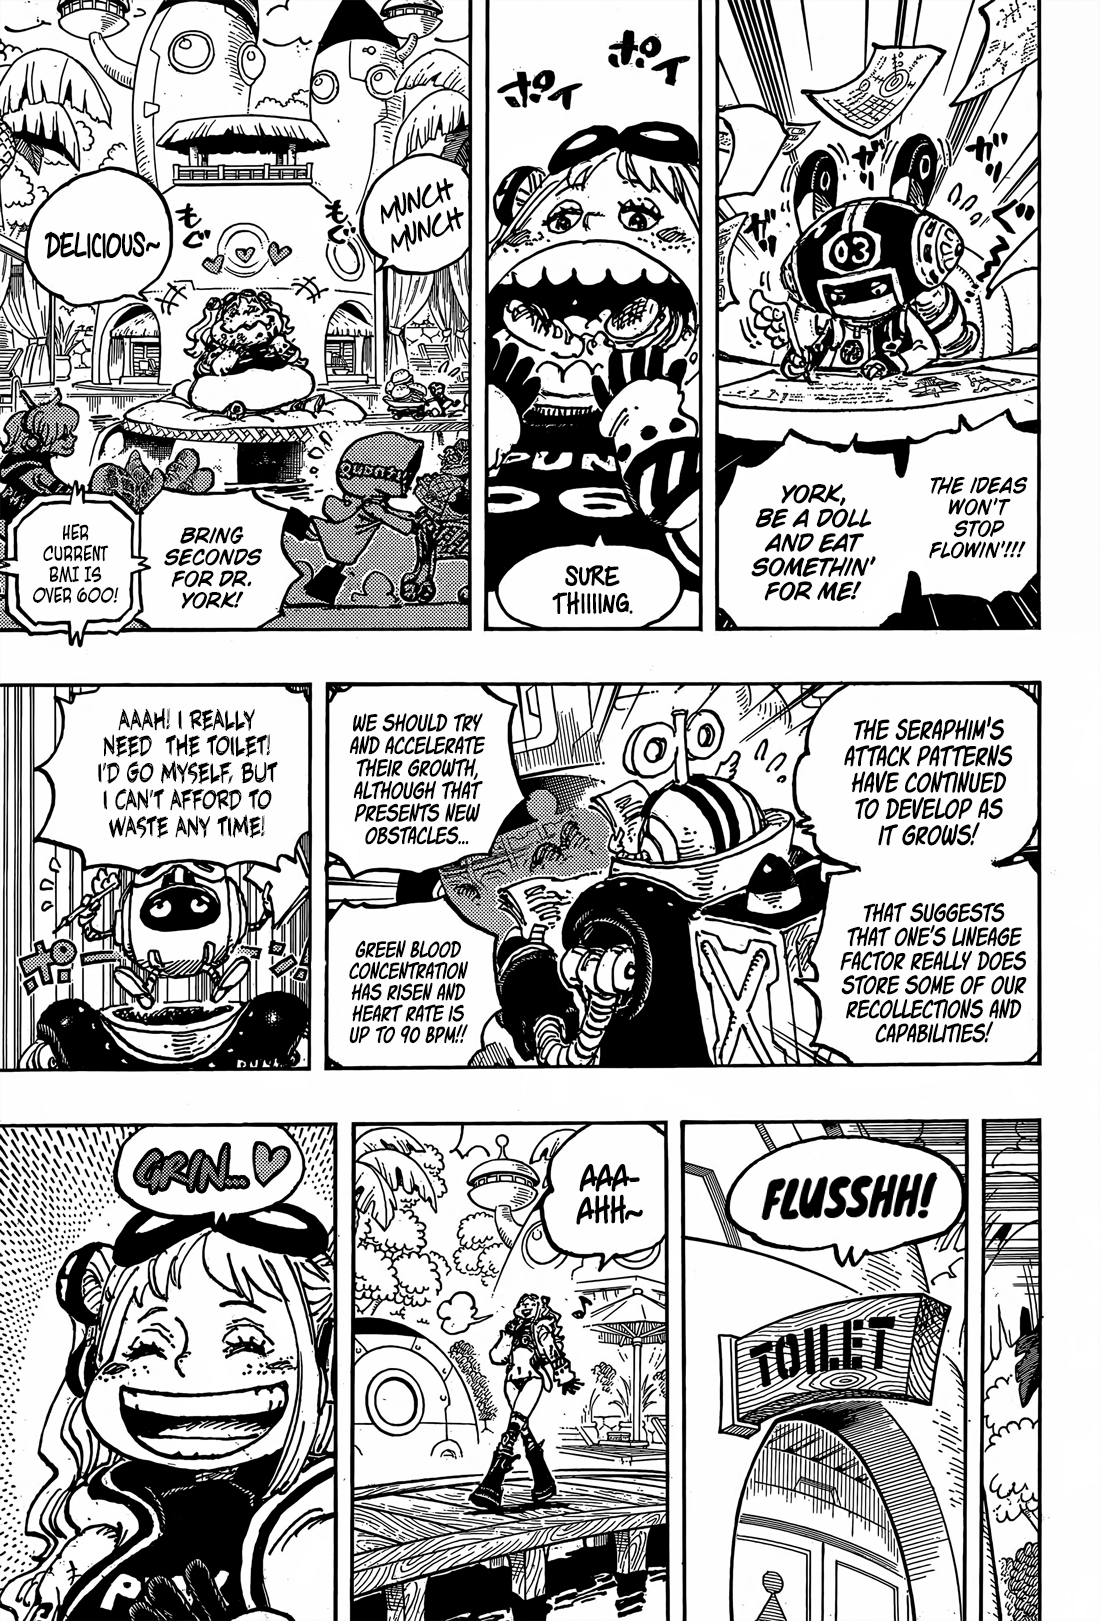 ガリ
ガリ
03
THE IDEAS
WON'T
STOP
FLOWIN'!!!
YORK,
BE A DOLL
AND EAT
SOMETHIN'
FOR ME!
ポイ
ポイ
PUN
SURE
THIIIING.
MUNCH
MUNCH
もぐ
もぐ
DELICIOUS~
BRING
SECONDS
FOR DR.
YORK!
HER
CURRENT
BMI IS
OVER 600!
THE SERAPHIM'S
ATTACK PATTERNS
HAVE CONTINUED
TO DEVELOP AS
IT GROWS!
THAT SUGGESTS
THAT ONE'S LINEAGE
FACTOR REALLY DOES
STORE SOME OF OUR
RECOLLECTIONS AND
CAPABILITIES!
WE SHOULD TRY
AND ACCELERATE
THEIR GROWTH,
ALTHOUGH THAT
PRESENTS NEW
OBSTACLES...
GREEN BLOOD
CONCENTRATION
HAS RISEN AND
HEART RATE IS
UP TO 90 BPM!!
AAAH! I REALLY
NEED THE TOILET!
I'D GO MYSELF, BUT
I CAN'T AFFORD TO
WASTE ANY TIME!
FLUSSHH!
TOILET
AAA-
AHH~
GRIN...♡